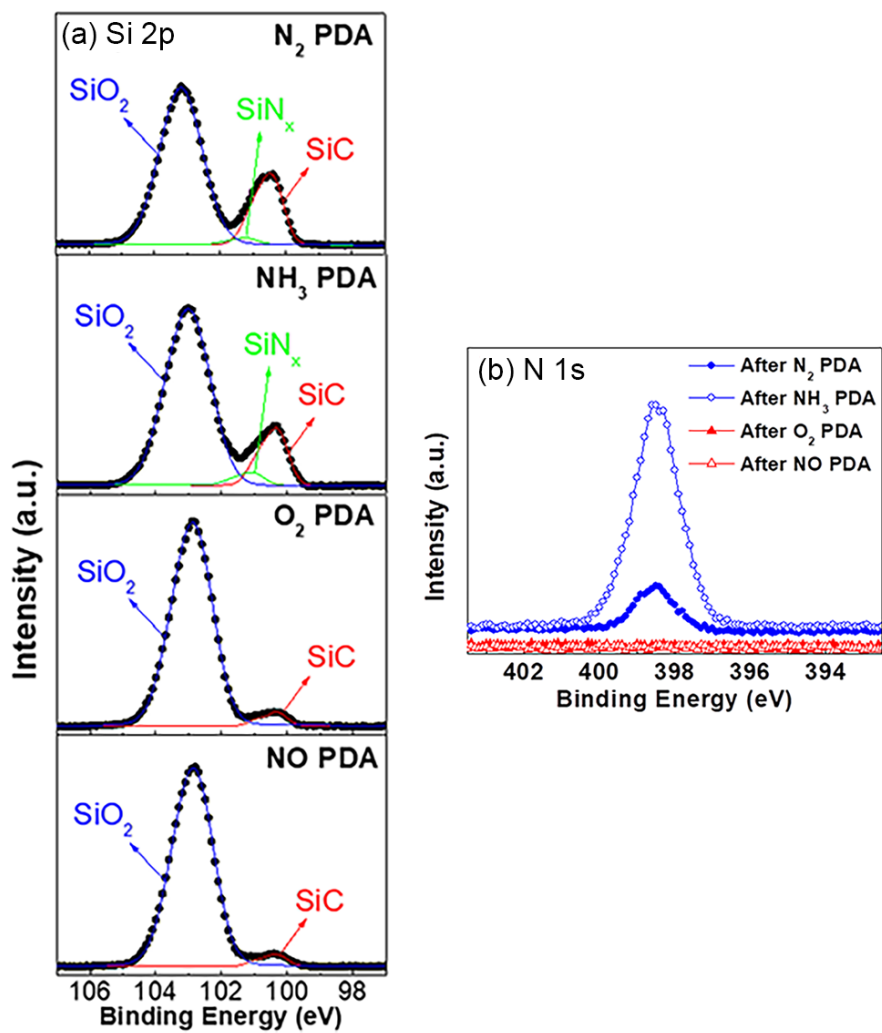 (a) Si 2p
N₂ PDA
SiO₂
SiNₓ
SiC
NH₃ PDA
SiO₂
SiNₓ
SiC
O₂ PDA
SiO₂
SiC
NO PDA
SiO₂
SiC
106 104 102 100 98
Binding Energy (eV)
Intensity (a.u.)
(b) N 1s
After N₂ PDA
After NH₃ PDA
After O₂ PDA
After NO PDA
402 400 398 396 394
Binding Energy (eV)
Intensity (a.u.)